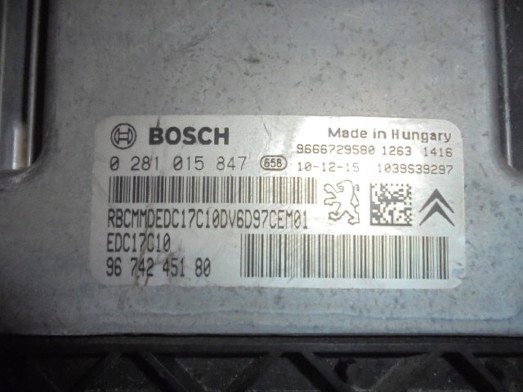 BOSCH
Made in Hungary
9666729580 1263 1416
0 281 015 847 658 10-12-15 1039S39297
RBCMMDEDC17C10DV6D97CEM01
EDC17C10
96 742 451 80